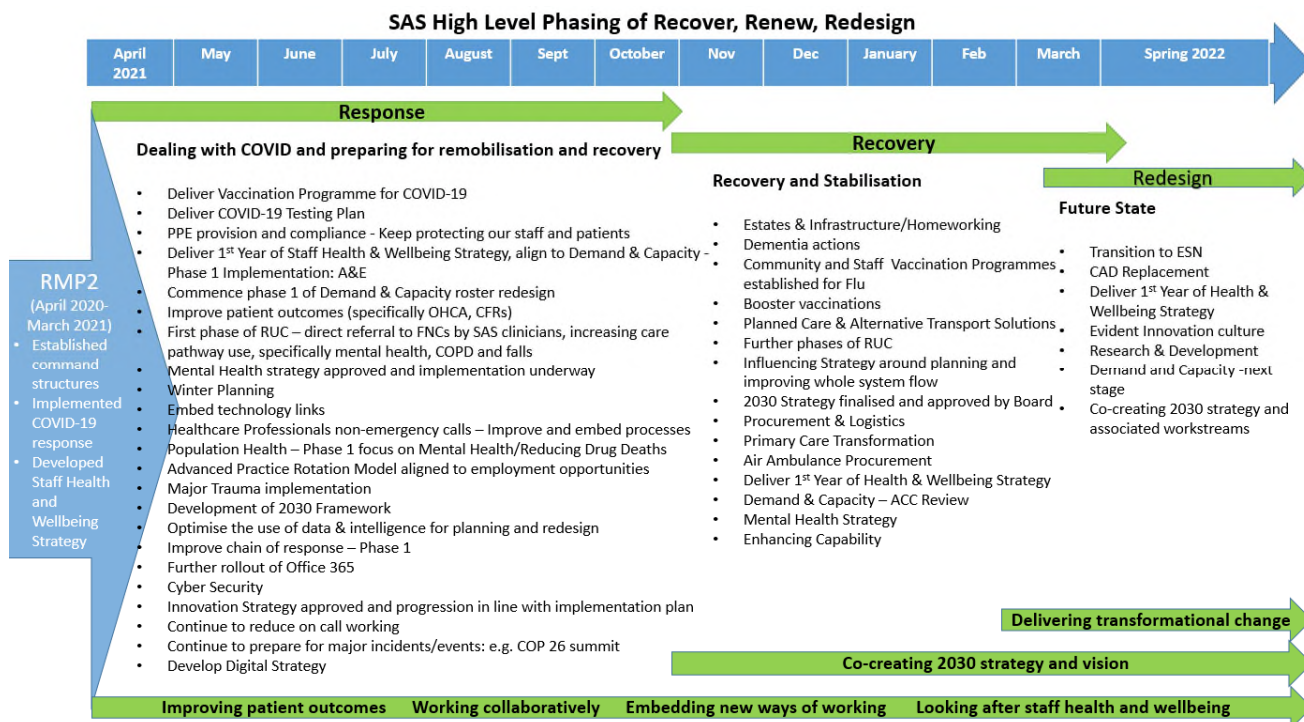 SAS High Level Phasing of Recover, Renew, Redesign
April
2021
May
June
July
August
Sept
October
Nov
Dec
January
Feb
March
Spring 2022
Response
Recovery
Redesign
RMP2
(April 2020-
March 2021)
• Established
command
structures
• Implemented
COVID-19
response
• Developed
Staff Health
and
Wellbeing
Strategy
Dealing with COVID and preparing for remobilisation and recovery
• Deliver Vaccination Programme for COVID-19
• Deliver COVID-19 Testing Plan
• PPE provision and compliance - Keep protecting our staff and patients
• Deliver 1st Year of Staff Health & Wellbeing Strategy, align to Demand & Capacity -
Phase 1 Implementation: A&E
• Commence phase 1 of Demand & Capacity roster redesign
• Improve patient outcomes (specifically OHCA, CFRs)
• First phase of RUC – direct referral to FNCs by SAS clinicians, increasing care
pathway use, specifically mental health, COPD and falls
• Mental Health strategy approved and implementation underway
• Winter Planning
• Embed technology links
• Healthcare Professionals non-emergency calls – Improve and embed processes
• Population Health – Phase 1 focus on Mental Health/Reducing Drug Deaths
• Advanced Practice Rotation Model aligned to employment opportunities
• Major Trauma implementation
• Development of 2030 Framework
• Optimise the use of data & intelligence for planning and redesign
• Improve chain of response – Phase 1
• Further rollout of Office 365
• Cyber Security
• Innovation Strategy approved and progression in line with implementation plan
• Continue to reduce on call working
• Continue to prepare for major incidents/events: e.g. COP 26 summit
• Develop Digital Strategy
Recovery and Stabilisation
• Estates & Infrastructure/Homeworking
• Dementia actions
• Community and Staff Vaccination Programmes
established for Flu
• Booster vaccinations
• Planned Care & Alternative Transport Solutions
• Further phases of RUC
• Influencing Strategy around planning and
improving whole system flow
• 2030 Strategy finalised and approved by Board
• Procurement & Logistics
• Primary Care Transformation
• Air Ambulance Procurement
• Deliver 1st Year of Health & Wellbeing Strategy
• Demand & Capacity – ACC Review
• Mental Health Strategy
• Enhancing Capability
Future State
• Transition to ESN
• CAD Replacement
• Deliver 1st Year of Health &
Wellbeing Strategy
• Evident Innovation culture
• Research & Development
• Demand and Capacity -next
stage
• Co-creating 2030 strategy and
associated workstreams
Delivering transformational change
Co-creating 2030 strategy and vision
Improving patient outcomes Working collaboratively Embedding new ways of working Looking after staff health and wellbeing